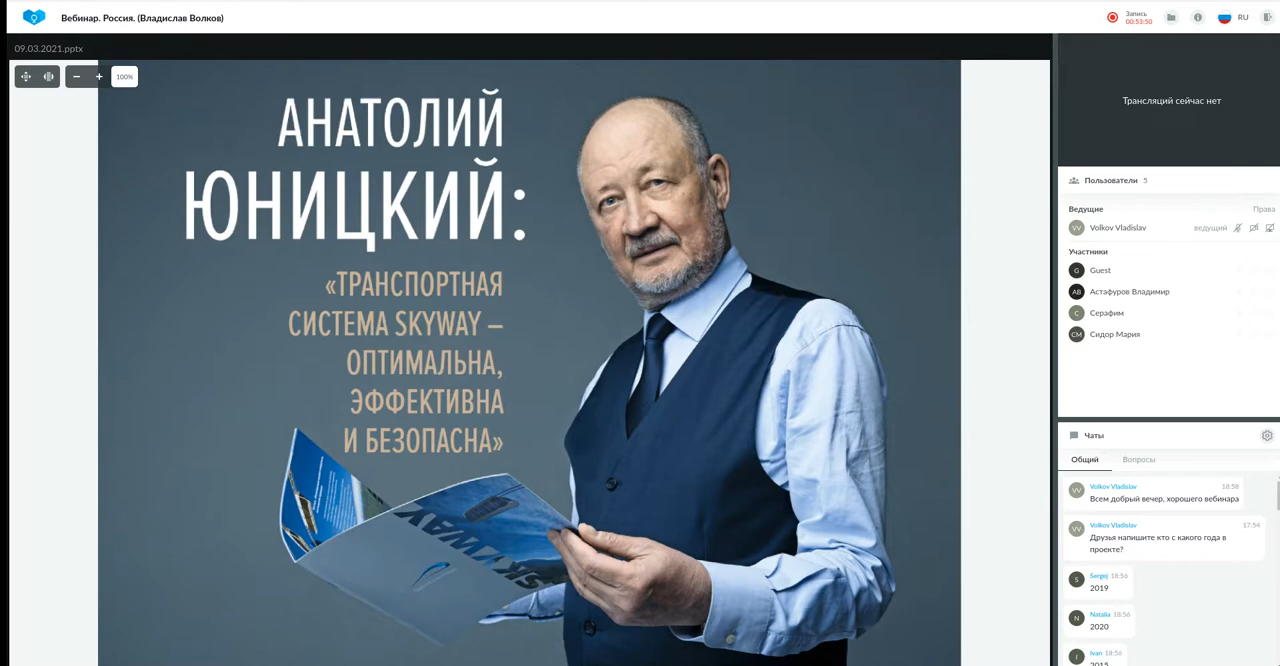 Вебинар. Россия. (Владислав Волков)
Запись
00:53:50
RU
09.03.2021.pptx
100%
АНАТОЛИЙ
ЮНИЦКИЙ:
«ТРАНСПОРТНАЯ
СИСТЕМА SKYWAY –
ОПТИМАЛЬНА,
ЭФФЕКТИВНА
И БЕЗОПАСНА»
SKYWAY
Трансляций сейчас нет
Пользователи 5
Ведущие Права
VV Volkov Vladislav ведущий
Участники
G Guest
АВ Астафуров Владимир
С Серафим
СМ Сидор Мария
Чаты
Общий Вопросы
VV Volkov Vladislav 18:58
Всем добрый вечер, хорошего вебинара
VV Volkov Vladislav 17:54
Друзья напишите кто с какого года в
проекте?
S Sergej 18:56
2019
N Natalia 18:56
2020
I Ivan 18:56
2015